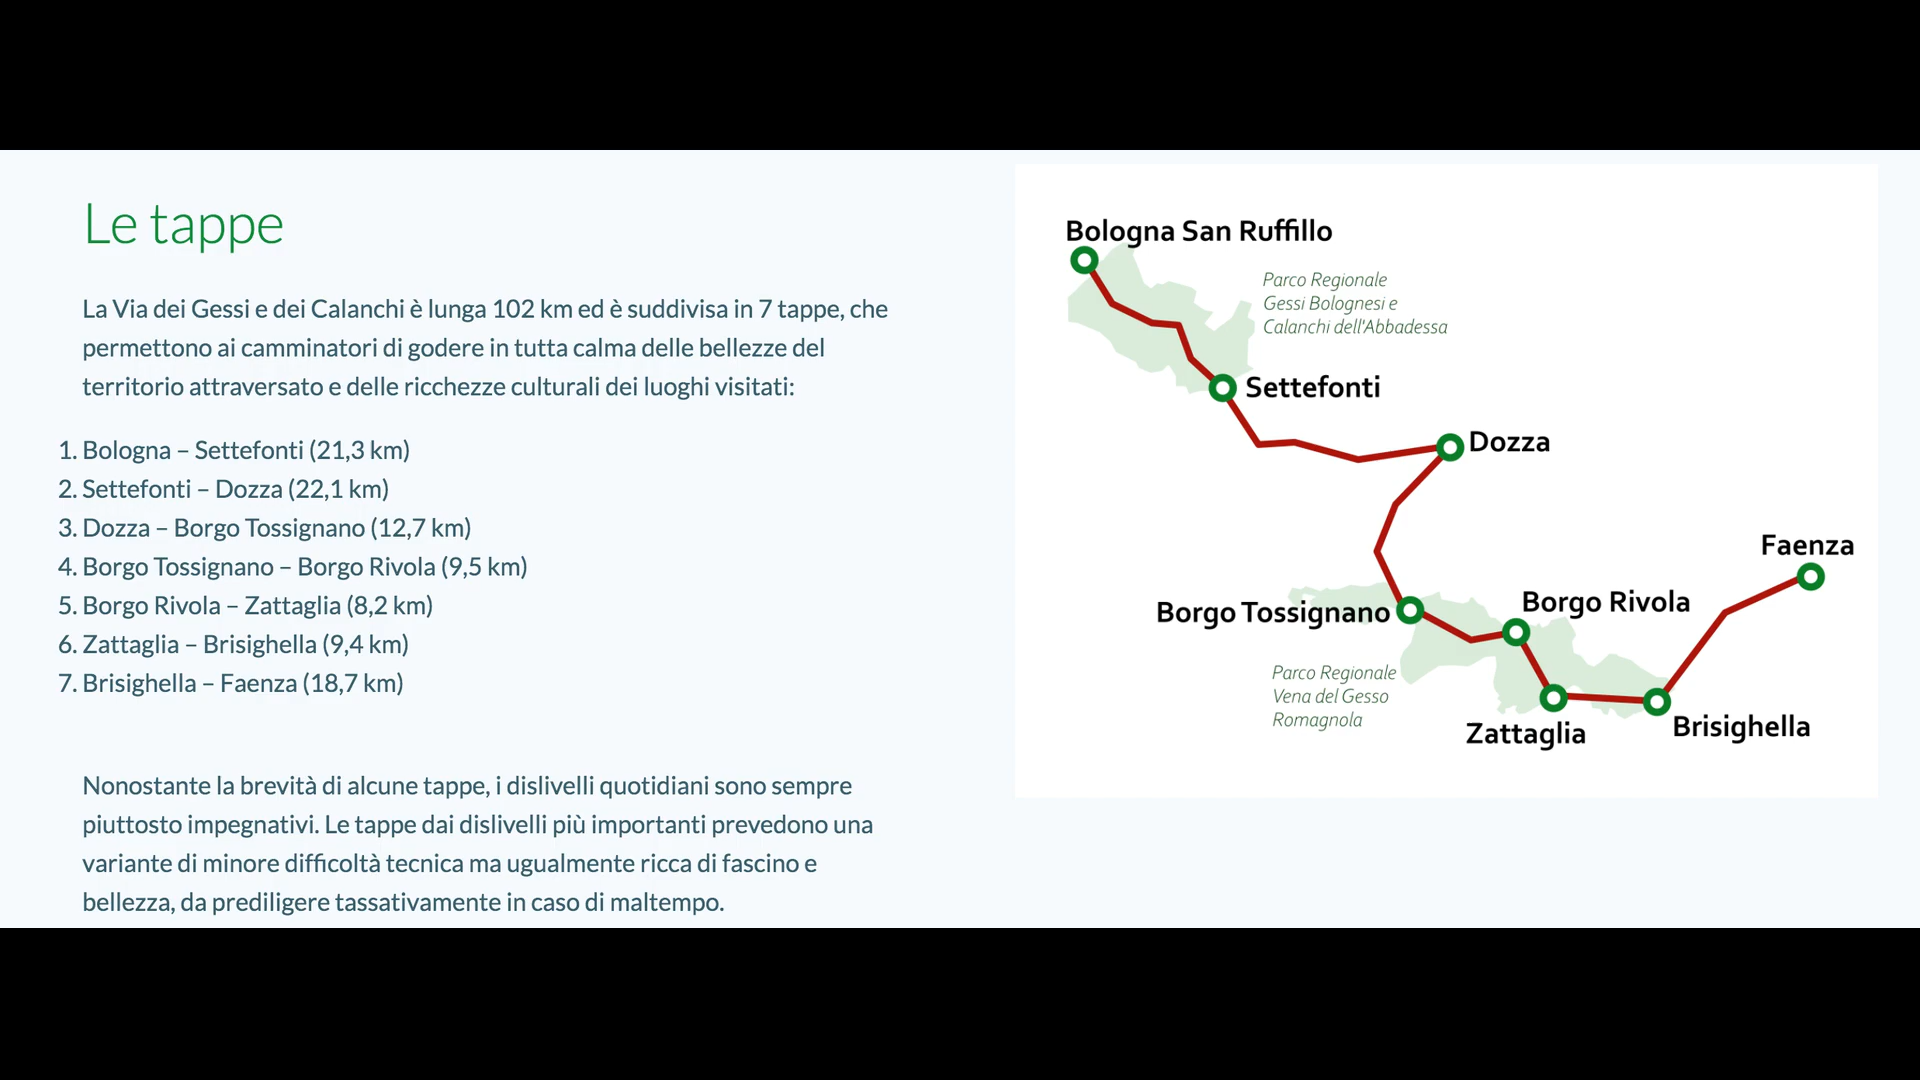 Le tappe
La Via dei Gessi e dei Calanchi è lunga 102 km ed è suddivisa in 7 tappe, che
permettono ai camminatori di godere in tutta calma delle bellezze del
territorio attraversato e delle ricchezze culturali dei luoghi visitati:
1. Bologna – Settefonti (21,3 km)
2. Settefonti – Dozza (22,1 km)
3. Dozza – Borgo Tossignano (12,7 km)
4. Borgo Tossignano – Borgo Rivola (9,5 km)
5. Borgo Rivola – Zattaglia (8,2 km)
6. Zattaglia – Brisighella (9,4 km)
7. Brisighella – Faenza (18,7 km)
Nonostante la brevità di alcune tappe, i dislivelli quotidiani sono sempre
piuttosto impegnativi. Le tappe dai dislivelli più importanti prevedono una
variante di minore difficoltà tecnica ma ugualmente ricca di fascino e
bellezza, da prediligere tassativamente in caso di maltempo.
Bologna San Ruffillo
Parco Regionale
Gessi Bolognesi e
Calanchi dell'Abbadessa
Settefonti
Dozza
Faenza
Borgo Rivola
Borgo Tossignano
Parco Regionale
Vena del Gesso
Romagnola
Zattaglia
Brisighella